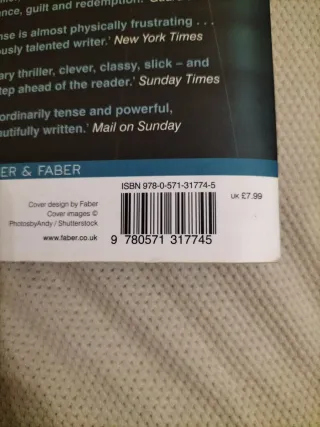 ence, guilt and redemption.'
nse is almost physically frustrating . . .
ously talented writer.' New York Times
ary thriller, clever, classy, slick – and
tep ahead of the reader.' Sunday Times
ordinarily tense and powerful,
utifully written.' Mail on Sunday
ER & FABER
ISBN 978-0-571-31774-5
Cover design by Faber
Cover images ©
PhotosbyAndy / Shutterstock
www.faber.co.uk
UK £7.99
9 780571 317745